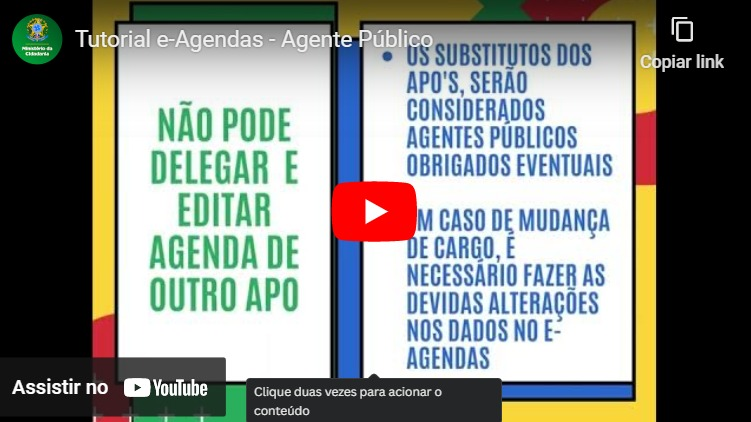 Ministério da
Cidadania
Tutorial e-Agendas - Agente Público
Copiar link
NÃO PODE
DELEGAR E
EDITAR
AGENDA DE
OUTRO APO
• OS SUBSTITUTOS DOS
APO'S, SERÃO
CONSIDERADOS
AGENTES PÚBLICOS
OBRIGADOS EVENTUAIS
M CASO DE MUDANÇA
DE CARGO, É
NECESSÁRIO FAZER AS
DEVIDAS ALTERAÇÕES
NOS DADOS NO E-
AGENDAS
Assistir no YouTube
Clique duas vezes para acionar o
conteúdo